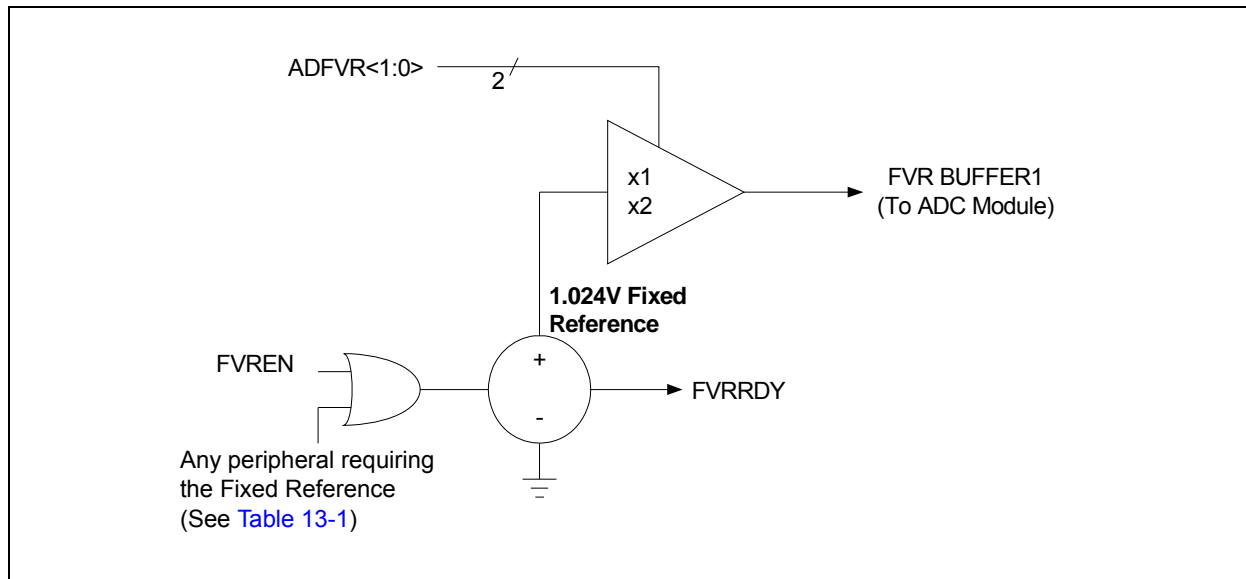 ADFVR<1:0>
2
x1
x2
FVR BUFFER1
(To ADC Module)
1.024V Fixed
Reference
+
FVREN
FVRRDY
-
Any peripheral requiring
the Fixed Reference
(See Table 13-1)